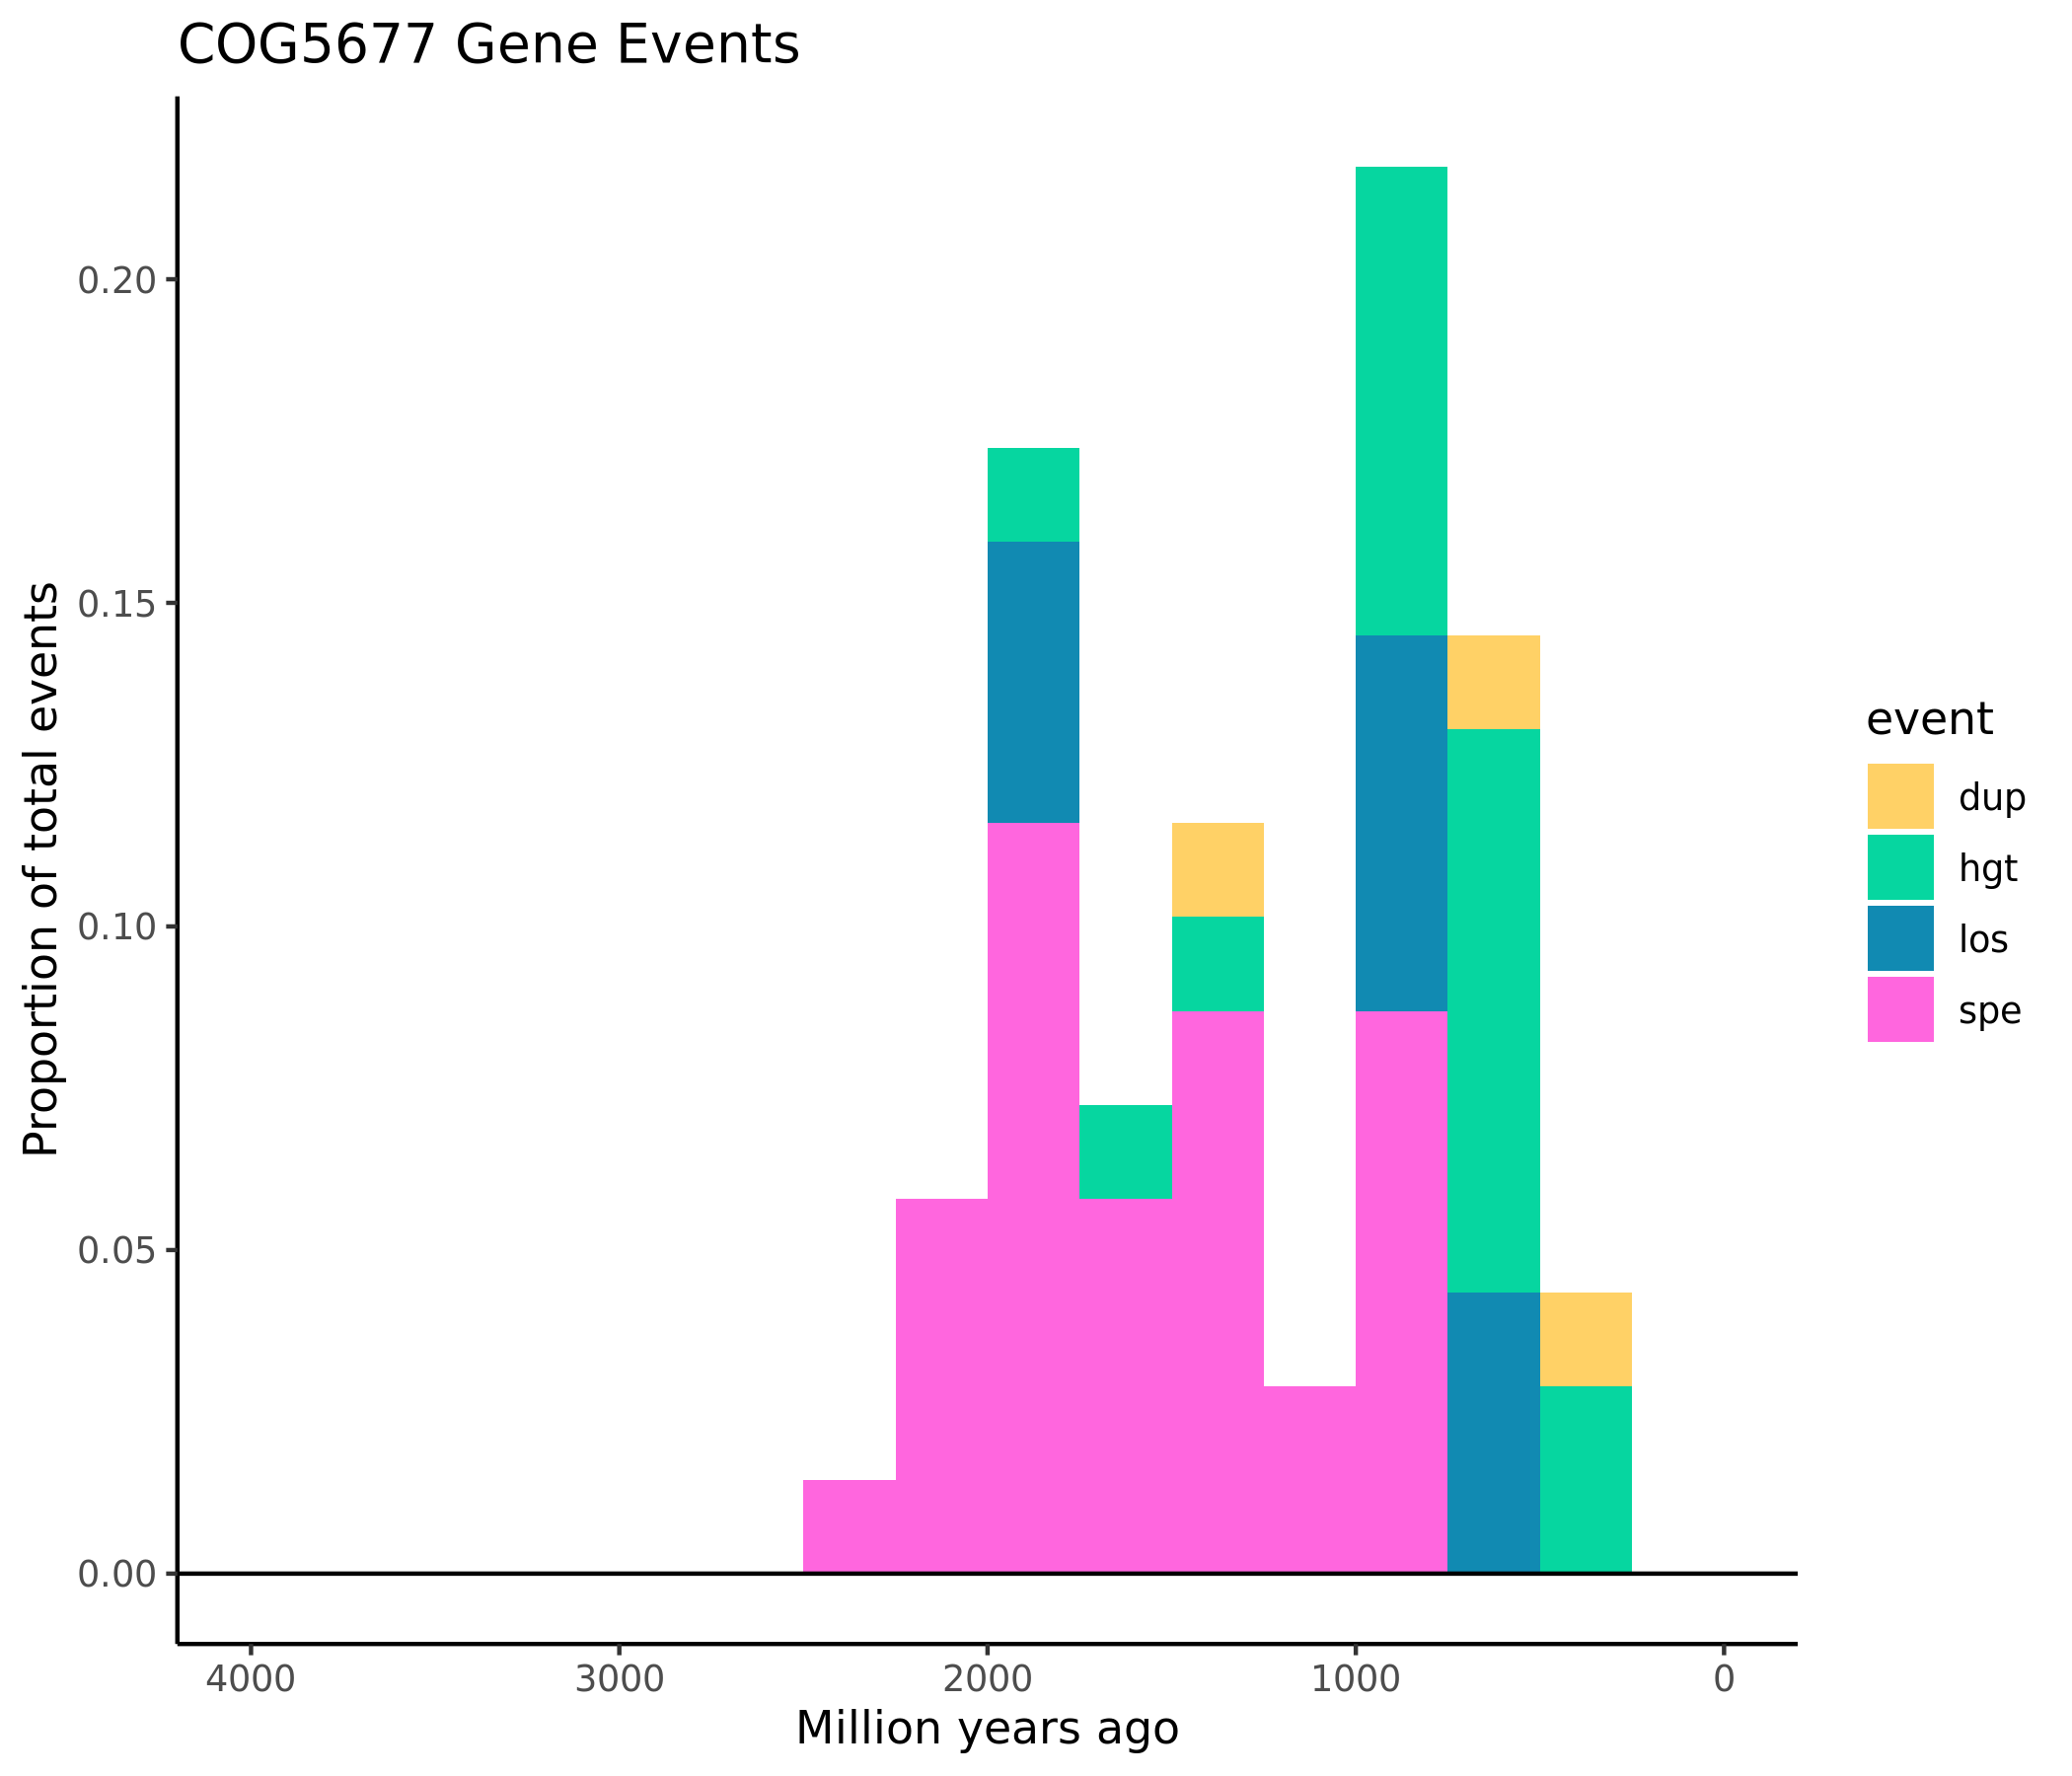 COG5677 Gene Events
Proportion of total events
0.20
0.15
0.10
0.05
0.00
4000 3000 2000 1000 0
Million years ago
event
dup
hgt
los
spe